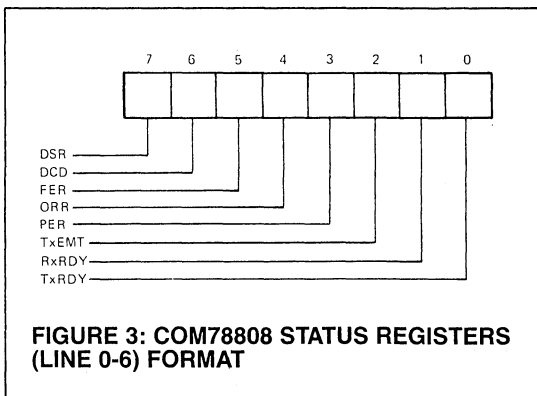 7 6 5 4 3 2 1 0
DSR
DCD
FER
ORR
PER
TxEMT
RxRDY
TxRDY
FIGURE 3: COM78808 STATUS REGISTERS
(LINE 0-6) FORMAT